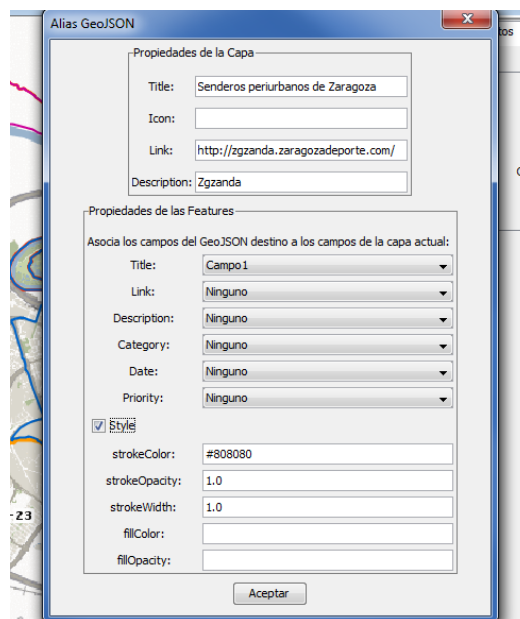 Alias GeoJSON
tos
Propiedades de la Capa
Title: Senderos periurbanos de Zaragoza
Icon:
Link: http://zgzanda.zaragozadeporte.com/
Description: Zgzanda
Propiedades de las Features
Asocia los campos del GeoJSON destino a los campos de la capa actual:
Title: Campo1
Link: Ninguno
Description: Ninguno
Category: Ninguno
Date: Ninguno
Priority: Ninguno
Style
strokeColor: #808080
strokeOpacity: 1.0
strokeWidth: 1.0
-23
fillColor:
fillOpacity:
Aceptar